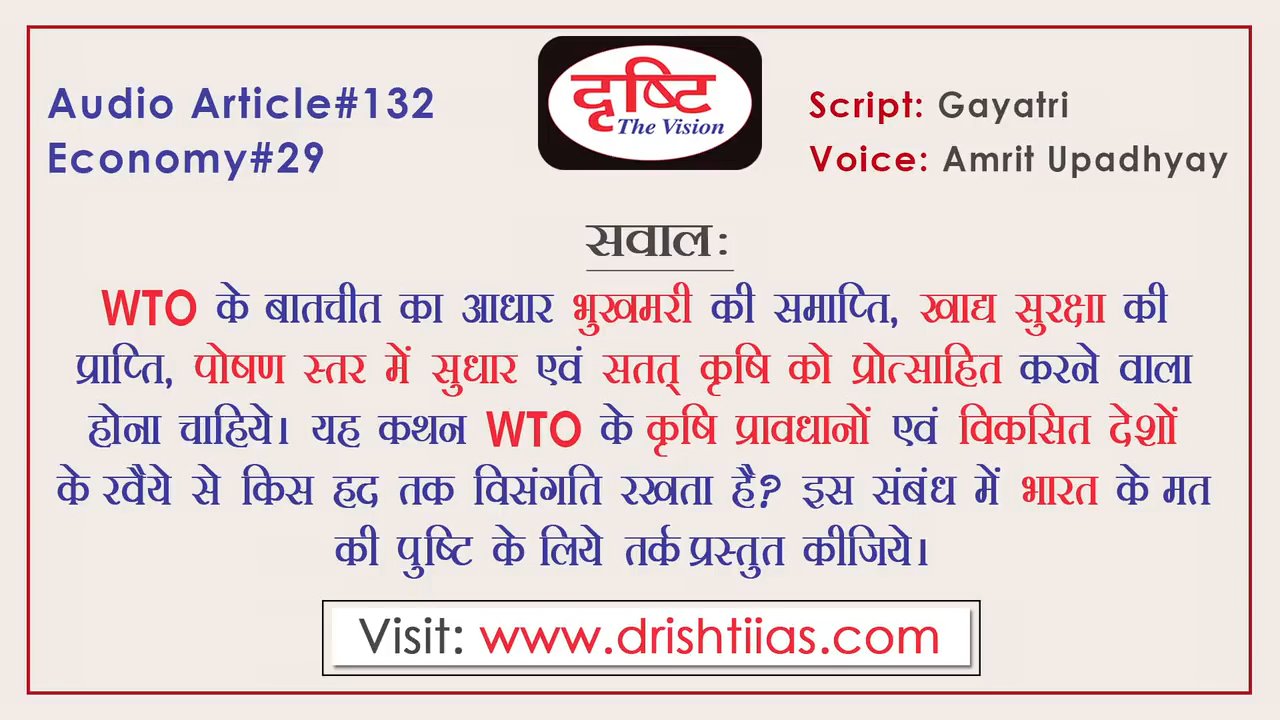 Audio Article#132
Economy#29
दृष्टि
The Vision
Script: Gayatri
Voice: Amrit Upadhyay
सवाल:
WTO के बातचीत का आधार भुखमरी की समाप्ति, खाद्य सुरक्षा की
प्राप्ति, पोषण स्तर में सुधार एवं सतत् कृषि को प्रोत्साहित करने वाला
होना चाहिये। यह कथन WTO के कृषि प्रावधानों एवं विकसित देशों
के रवैये से किस हद तक विसंगति रखता है? इस संबंध में भारत के मत
की पुष्टि के लिये तर्क प्रस्तुत कीजिये।
Visit: www.drishtiias.com